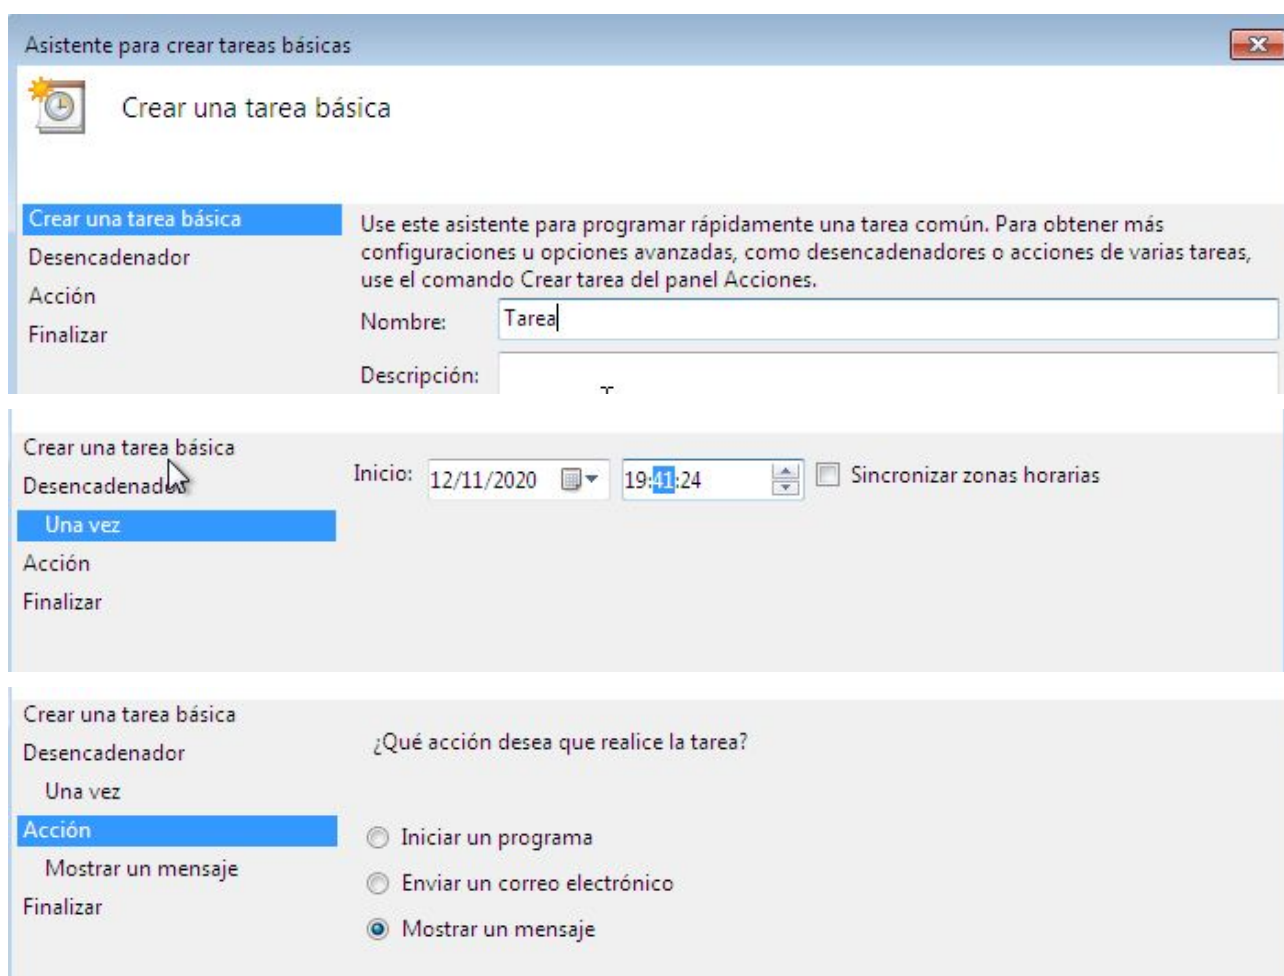 Asistente para crear tareas básicas
Crear una tarea básica
Crear una tarea básica
Desencadenador
Acción
Finalizar
Use este asistente para programar rápidamente una tarea común. Para obtener más
configuraciones u opciones avanzadas, como desencadenadores o acciones de varias tareas,
use el comando Crear tarea del panel Acciones.
Nombre: Tarea
Descripción:
Crear una tarea básica
Desencadenador
Una vez
Acción
Finalizar
Inicio: 12/11/2020 19:41:24 Sincronizar zonas horarias
Crear una tarea básica
Desencadenador
Una vez
Acción
Mostrar un mensaje
Finalizar
¿Qué acción desea que realice la tarea?
Iniciar un programa
Enviar un correo electrónico
Mostrar un mensaje